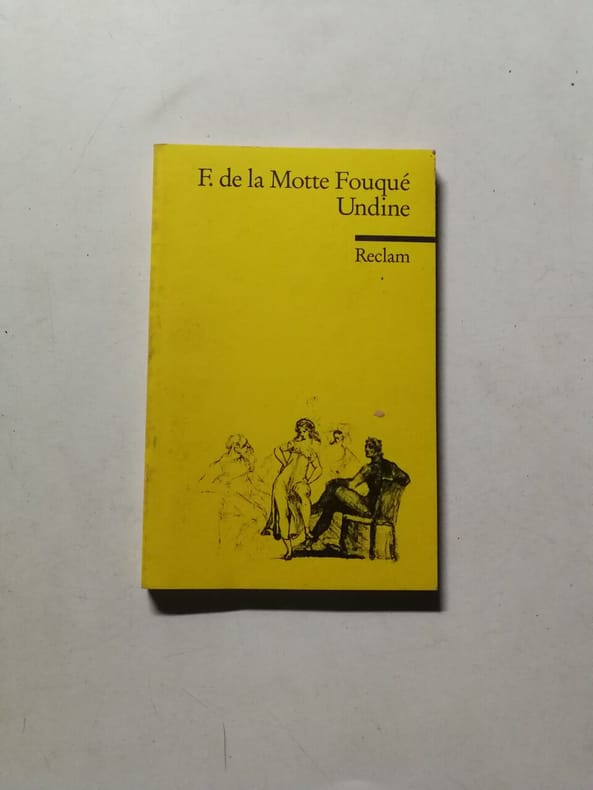 F. de la Motte Fouqué
Undine
Reclam